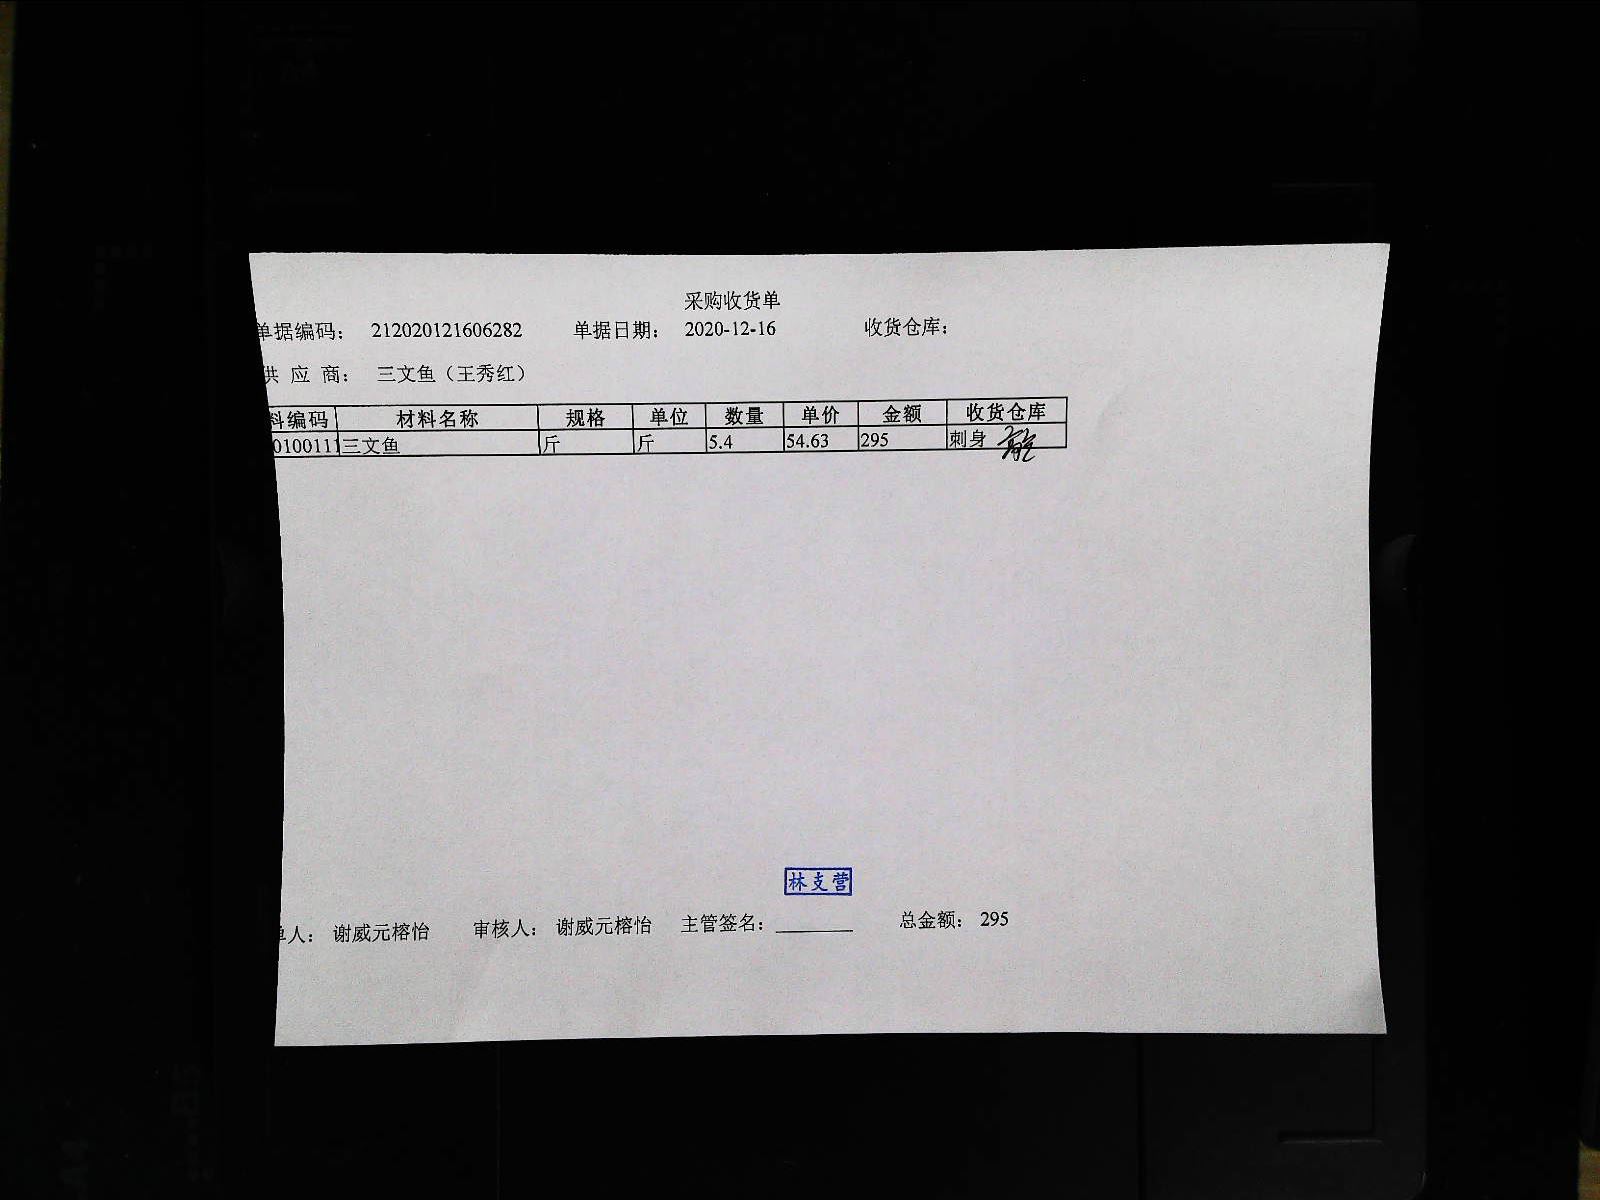 采购收货单
单据编码： 212020121606282 单据日期： 2020-12-16 收货仓库：
供 应 商： 三文鱼（王秀红）
料编码 材料名称 规格 单位 数量 单价 金额 收货仓库
0100111 三文鱼 斤 斤 5.4 54.63 295 刺身
林支营
单人： 谢威元榕怡 审核人： 谢威元榕怡 主管签名： 总金额： 295